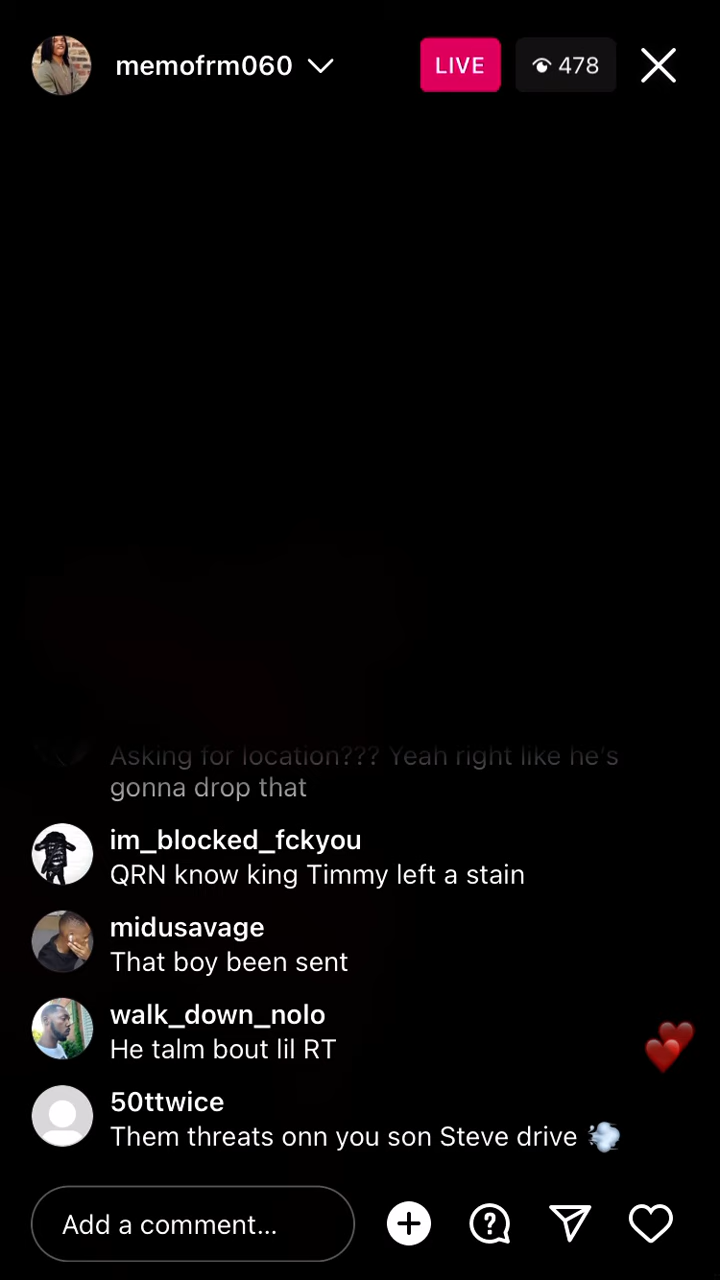 memofrm060
LIVE
478
Asking for location??? Yeah right like he's
gonna drop that
im_blocked_fckyou
QRN know king Timmy left a stain
midusavage
That boy been sent
walk_down_nolo
He talm bout lil RT
50ttwice
Them threats onn you son Steve drive 💨
Add a comment...